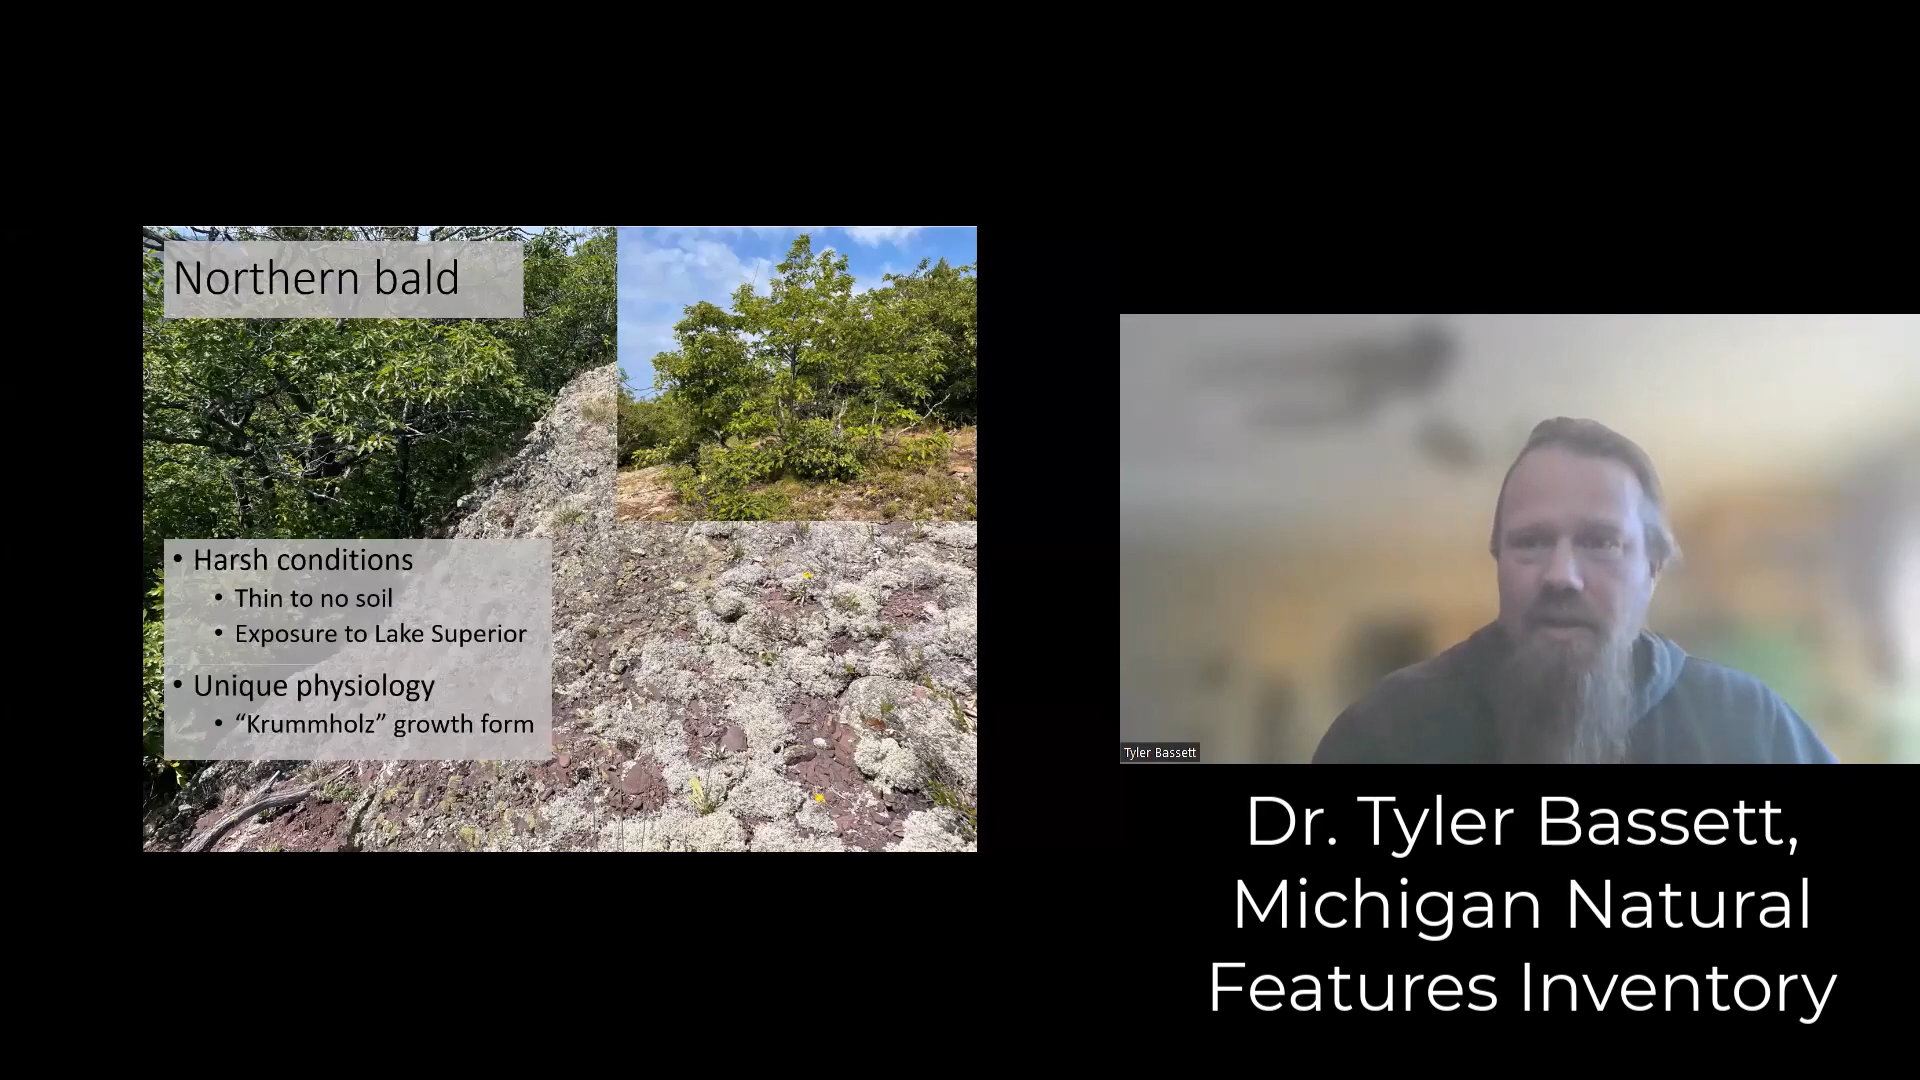 Northern bald
• Harsh conditions
• Thin to no soil
• Exposure to Lake Superior
• Unique physiology
• “Krummholz” growth form
Tyler Bassett
Dr. Tyler Bassett,
Michigan Natural
Features Inventory